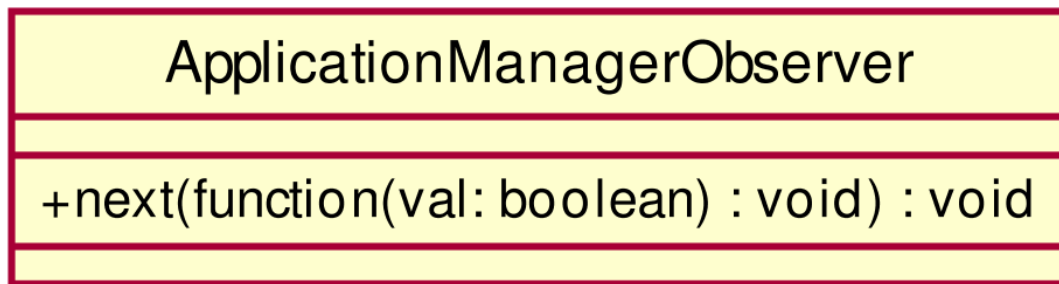 ApplicationManagerObserver
+next(function(val: boolean) : void) : void